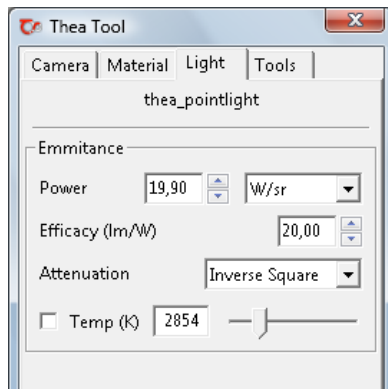 Thea Tool
Camera Material Light Tools
thea_pointlight
Emmitance
Power 19,90 W/sr
Efficacy (lm/W) 20,00
Attenuation Inverse Square
Temp (K) 2854